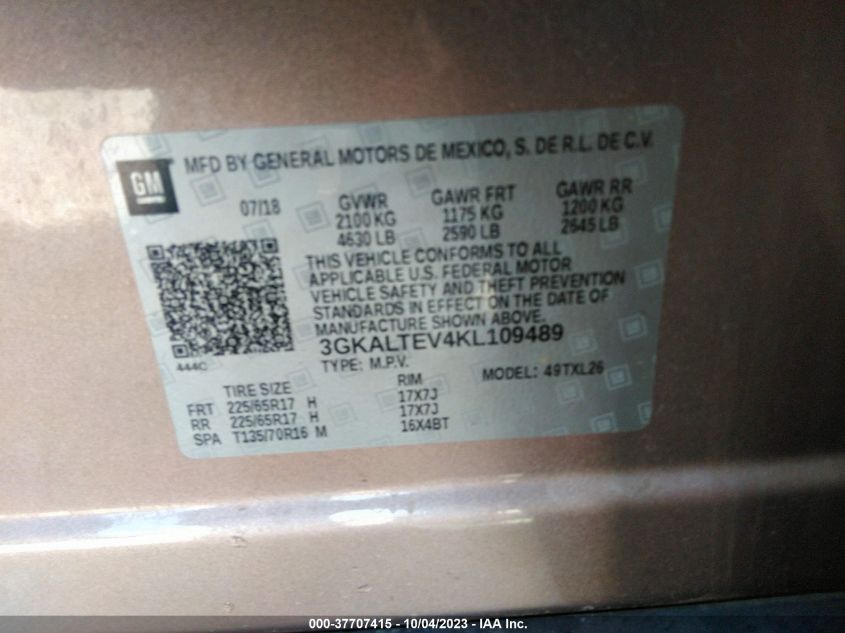 MFD BY GENERAL MOTORS DE MEXICO, S. DE R.L. DE C.V.
GM
07/18 GVWR GAWR FRT GAWR RR
2100 KG 1175 KG 1200 KG
4630 LB 2590 LB 2645 LB
THIS VEHICLE CONFORMS TO ALL
APPLICABLE U.S. FEDERAL MOTOR
VEHICLE SAFETY AND THEFT PREVENTION
STANDARDS IN EFFECT ON THE DATE OF
MANUFACTURE SHOWN ABOVE.
3GKALTEV4KL109489
444C
TYPE: M.P.V. MODEL: 49TXL26
TIRE SIZE RIM
FRT 225/65R17 H 17X7J
RR 225/65R17 H 17X7J
SPA T135/70R16 M 16X4BT
000-37707415 - 10/04/2023 - IAA Inc.